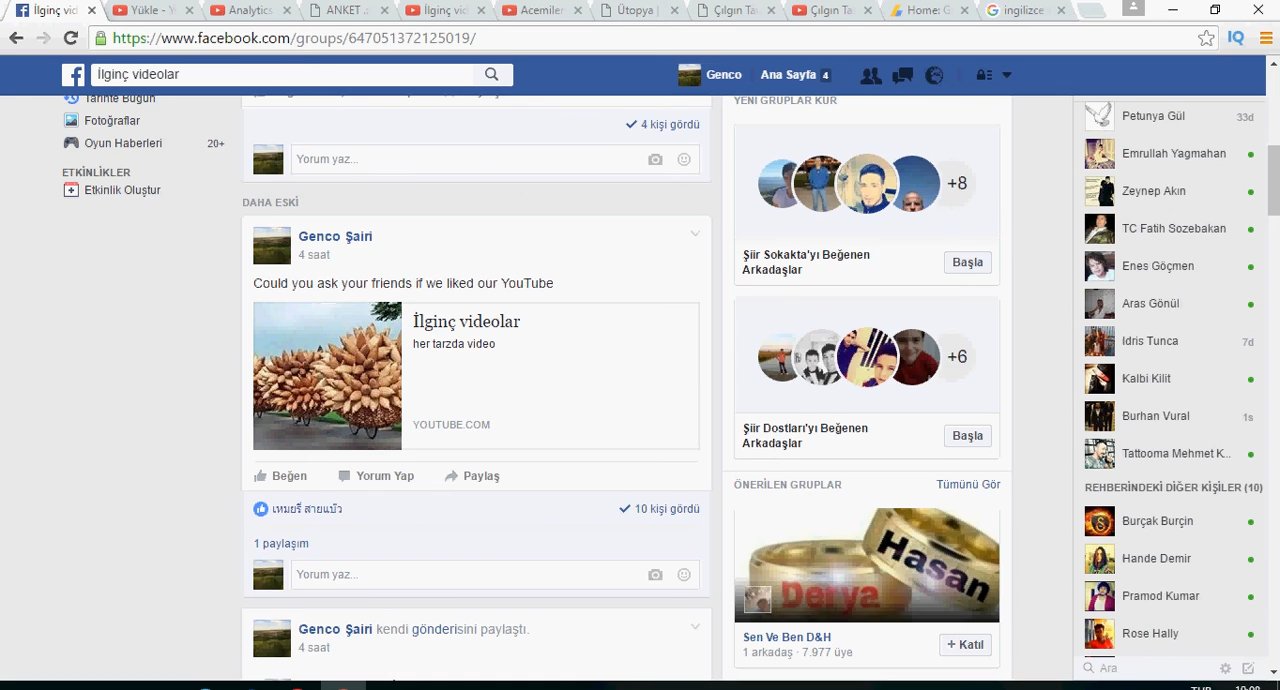 İlginç vi
Yükle - Y
Analytics
ANKET .:
İlginç vic
Acemiler
Ütopya |
Çılgın Ta
Çılgın Ta
Home: G
ingilizce
https://www.facebook.com/groups/647051372125019/
IQ
İlginç videolar
Genco
Ana Sayfa 4
Tarihte Bugün
Fotoğraflar
Oyun Haberleri 20+
ETKİNLİKLER
Etkinlik Oluştur
4 kişi gördü
Yorum yaz...
DAHA ESKİ
Genco Şairi
4 saat
Could you ask your friends if we liked our YouTube
İlginç videolar
her tarzda video
YOUTUBE.COM
Beğen Yorum Yap Paylaş
เหมยรี่ สายแบ้ว
10 kişi gördü
1 paylaşım
Yorum yaz...
Genco Şairi kendi gönderisini paylaştı.
4 saat
YENİ GRUPLAR KUR
+8
Şiir Sokakta'yı Beğenen
Arkadaşlar
Başla
+6
Şiir Dostları'yı Beğenen
Arkadaşlar
Başla
ÖNERİLEN GRUPLAR
Tümünü Gör
Derya
Hasan
Sen Ve Ben D&H
1 arkadaş · 7.977 üye
+ Katıl
Petunya Gül 33d
Emrullah Yagmahan
Zeynep Akın
TC Fatih Sozebakan
Enes Göçmen
Aras Gönül
Idris Tunca 7d
Kalbi Kilit
Burhan Vural 1s
Tattooma Mehmet K...
REHBERİNDEKİ DİĞER KİŞİLER (10)
Burçak Burçin
Hande Demir
Pramod Kumar
Rose Hally
Ara